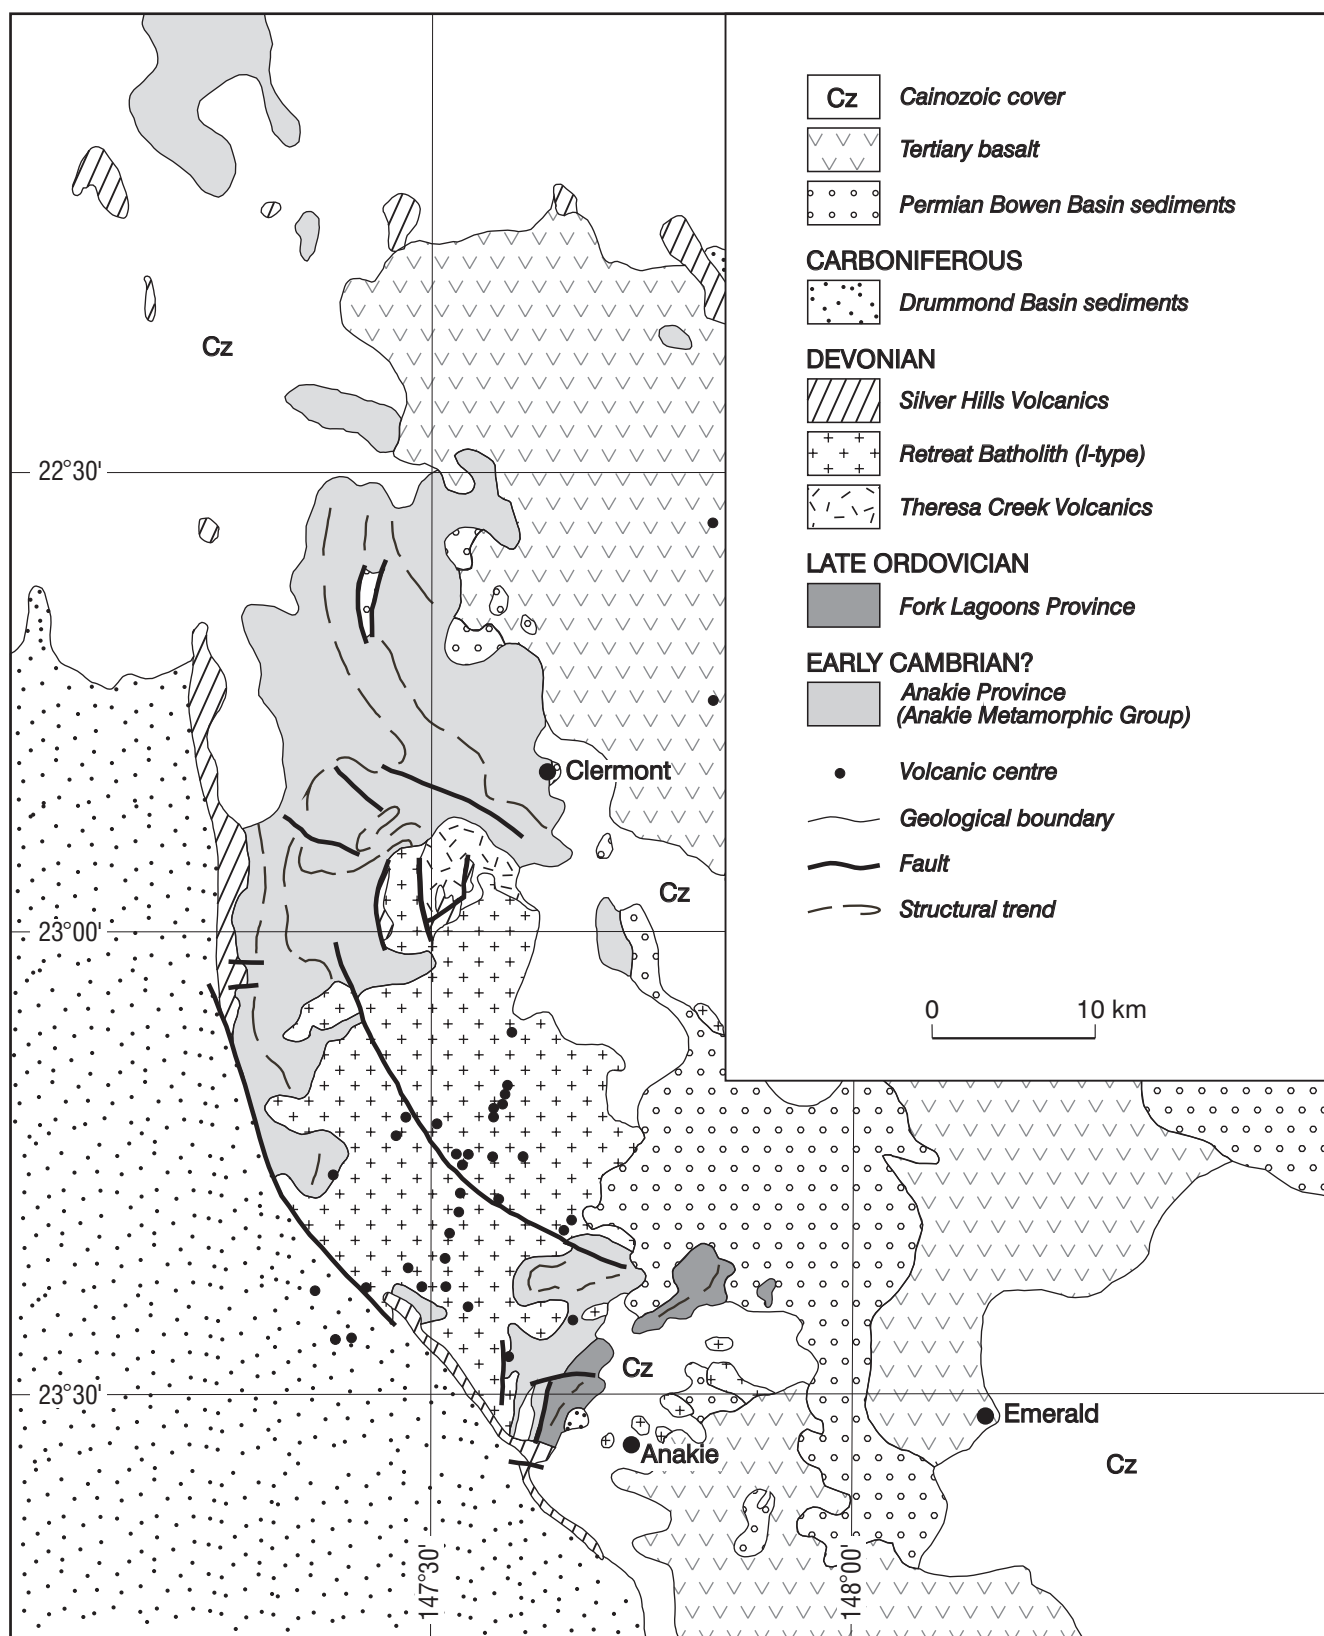 Cz
Cainozoic cover
Tertiary basalt
Permian Bowen Basin sediments
CARBONIFEROUS
Drummond Basin sediments
DEVONIAN
Silver Hills Volcanics
Retreat Batholith (I-type)
Theresa Creek Volcanics
LATE ORDOVICIAN
Fork Lagoons Province
EARLY CAMBRIAN?
Anakie Province
(Anakie Metamorphic Group)
Volcanic centre
Geological boundary
Fault
Structural trend
0 10 km
Cz
22°30'
Clermont
Cz
23°00'
Cz
23°30'
Emerald
Anakie
Cz
147°30'
148°00'